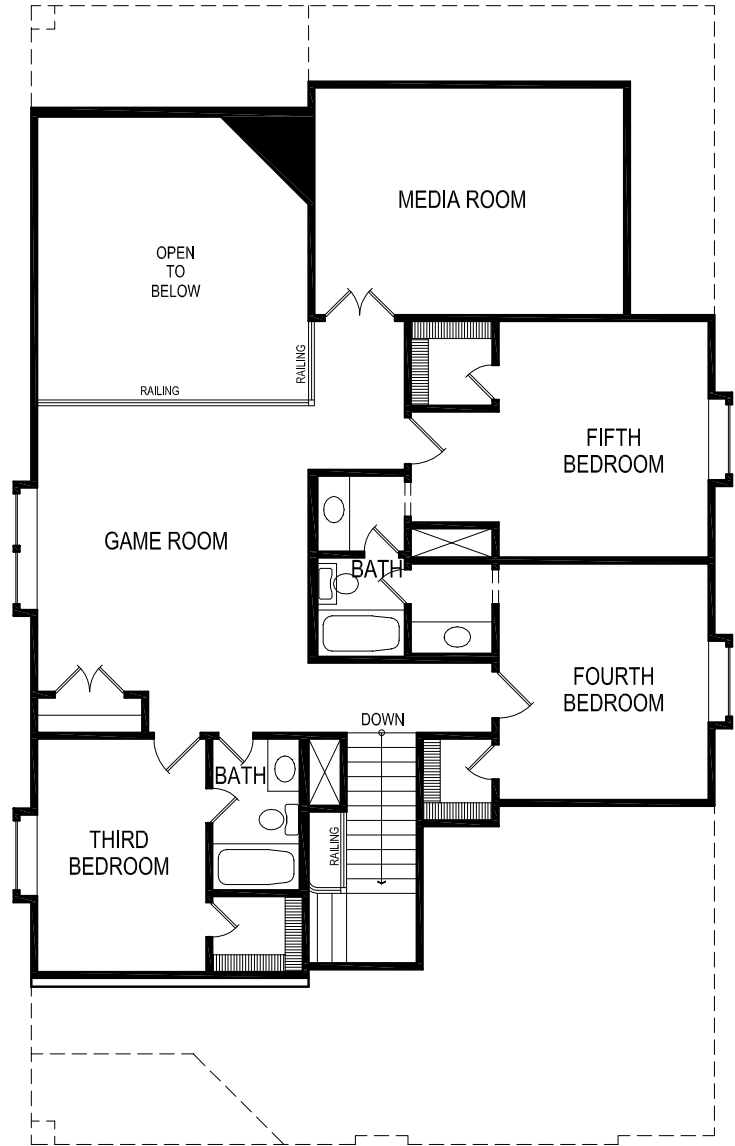 MEDIA ROOM
OPEN
TO
BELOW
RAILING
RAILING
FIFTH
BEDROOM
GAME ROOM
BATH
FOURTH
BEDROOM
DOWN
BATH
THIRD
BEDROOM
RAILING